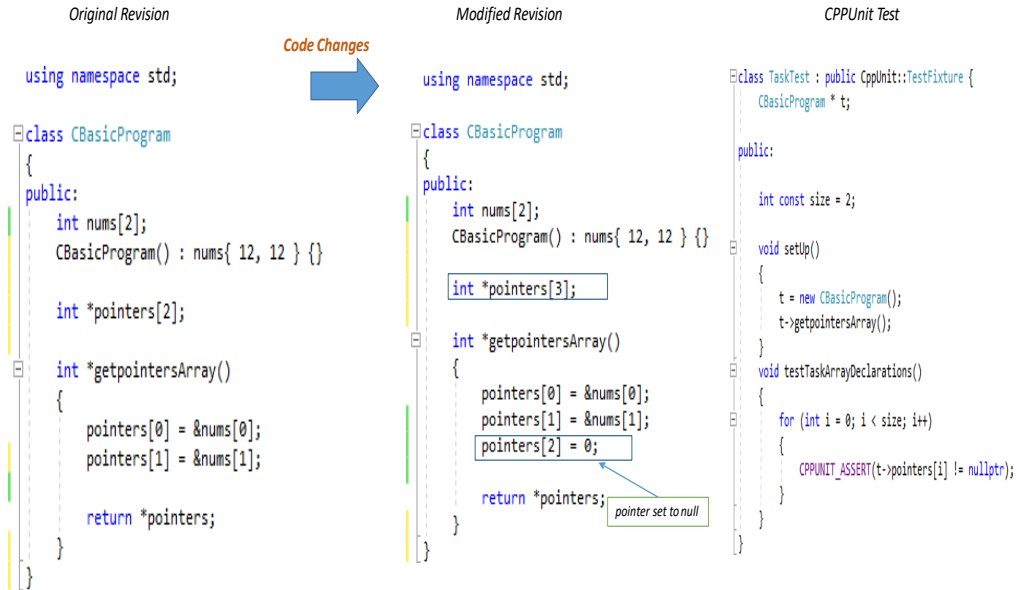 Original Revision
using namespace std;
class CBasicProgram
{
public:
int nums[2];
CBasicProgram() : nums{ 12, 12 } {}
int *pointers[2];
int *getpointersArray()
{
pointers[0] = &nums[0];
pointers[1] = &nums[1];
return *pointers;
}
}
Code Changes
Modified Revision
using namespace std;
class CBasicProgram
{
public:
int nums[2];
CBasicProgram() : nums{ 12, 12 } {}
int *pointers[3];
int *getpointersArray()
{
pointers[0] = &nums[0];
pointers[1] = &nums[1];
pointers[2] = 0;
return *pointers;
pointer set to null
}
}
CPPUnit Test
class TaskTest : public CppUnit::TestFixture {
CBasicProgram * t;
public:
int const size = 2;
void setUp()
{
t = new CBasicProgram();
t->getpointersArray();
}
void testTaskArrayDeclarations()
{
for (int i = 0; i < size; i++)
{
CPPUNIT_ASSERT(t->pointers[i] != nullptr);
}
}
}